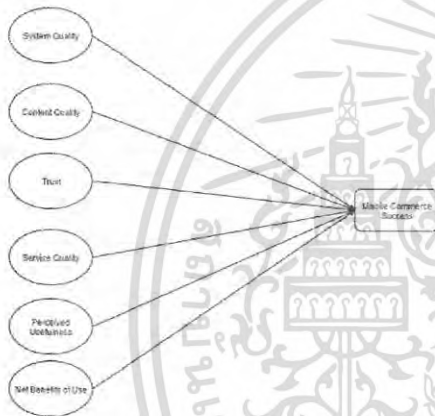 System Quality
Content Quality
Trust
Mobile Commerce
Success
Service Quality
Perceived
Usefulness
Net Benefits of Use